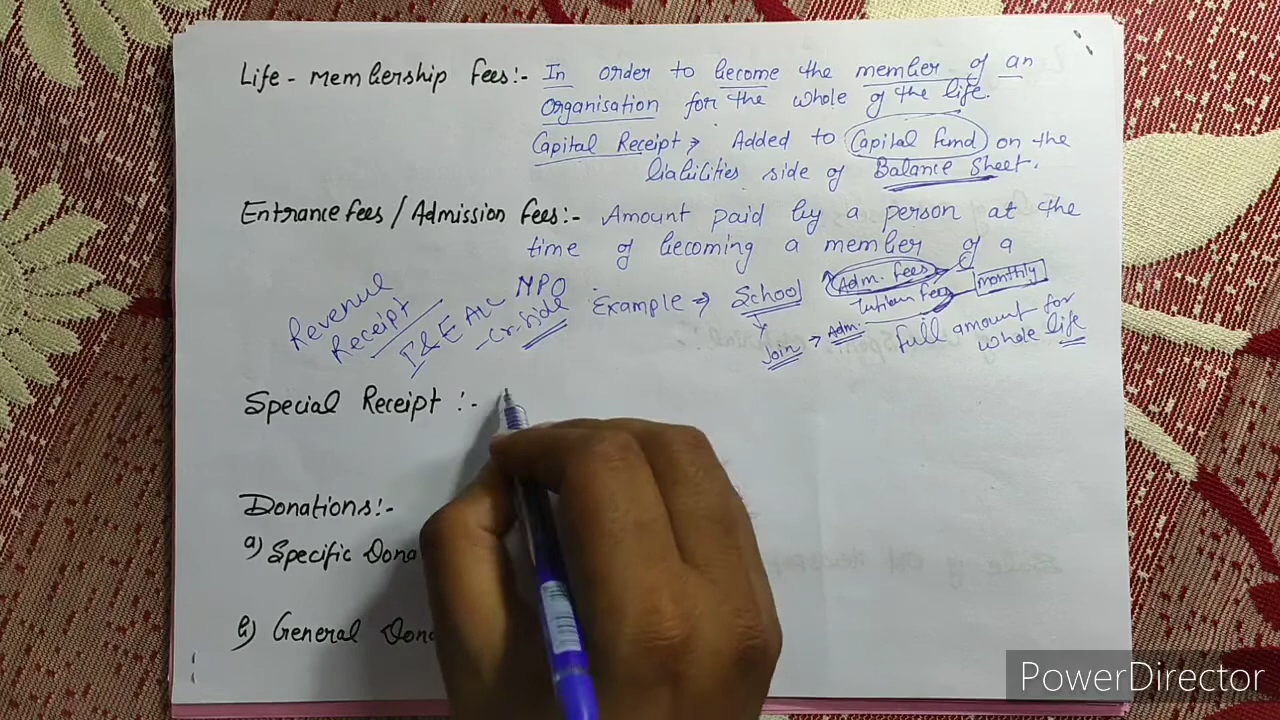 Life - Membership fees:- In order to become the member of an
Organisation for the whole of the life.
Capital Receipt → Added to Capital Fund on the
liabilities side of Balance Sheet.
Entrance fees / Admission fees:- Amount paid by a person at the
time of becoming a member of a
NPO Example → School Adm. fees
Tution fees monthly
Join → Adm. full amount for
whole life
Revenue
Receipt
I & E A/c
- Cr. side
Special Receipt :-
Donations:-
a) Specific Dona
b) General Dona
PowerDirector